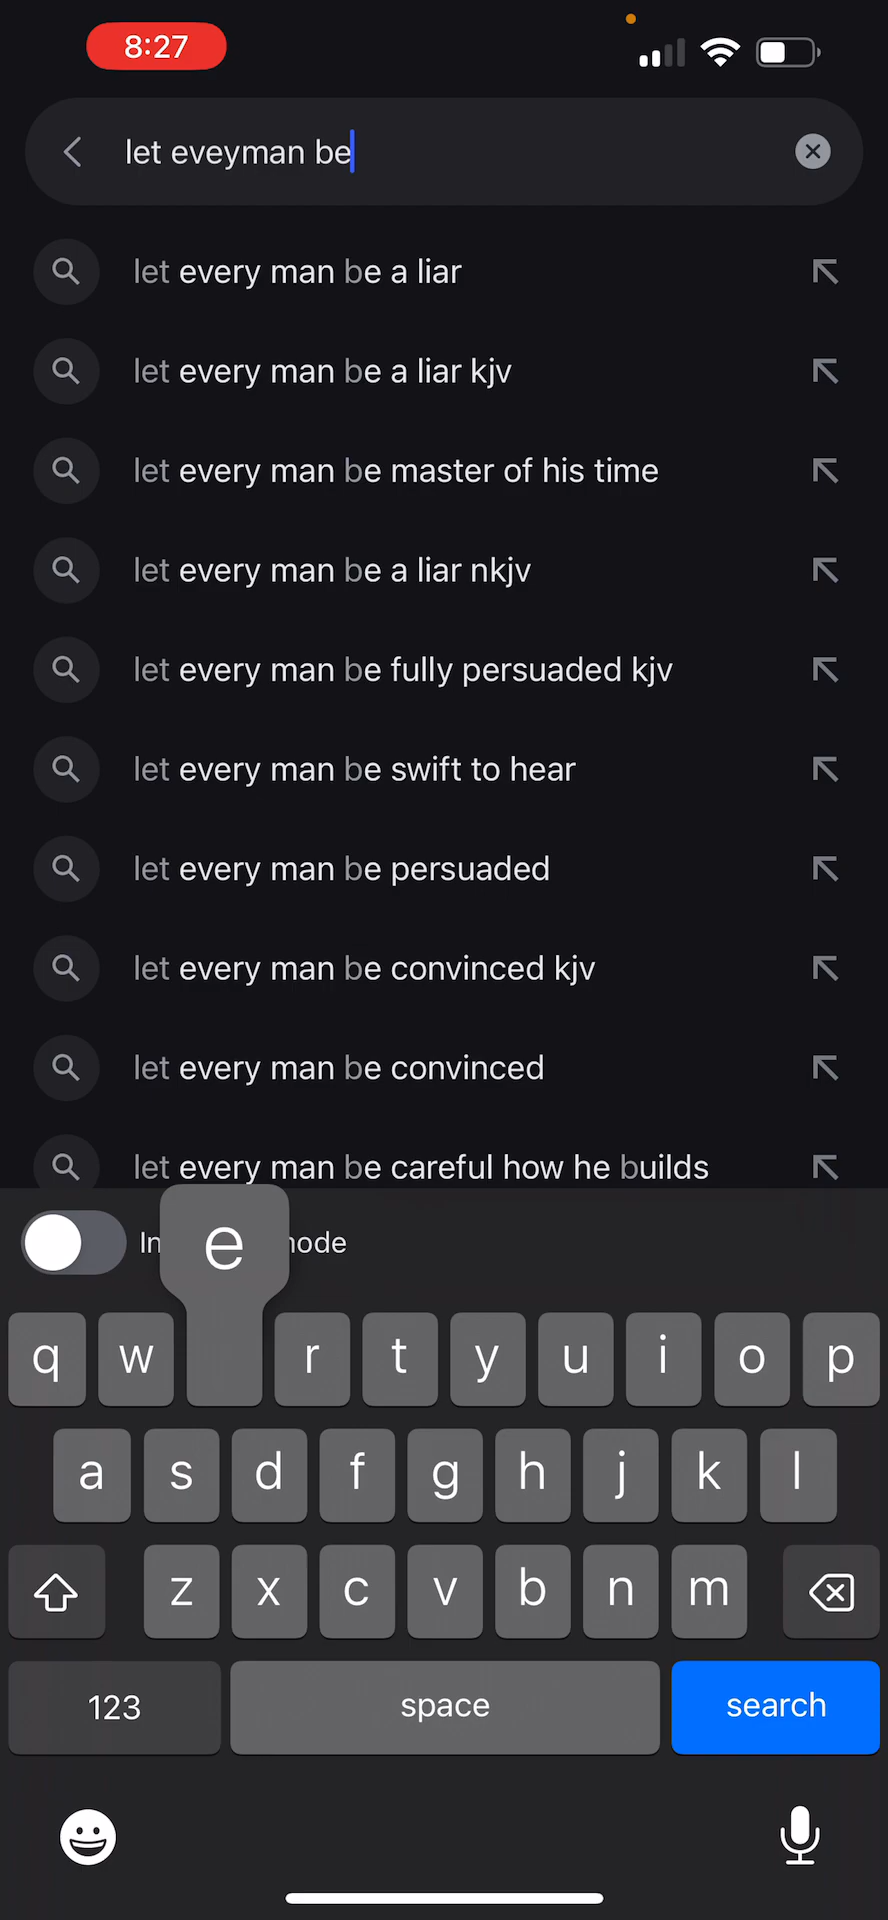 8:27
let eveyman be
let every man be a liar
let every man be a liar kjv
let every man be master of his time
let every man be a liar nkjv
let every man be fully persuaded kjv
let every man be swift to hear
let every man be persuaded
let every man be convinced kjv
let every man be convinced
let every man be careful how he builds
e
q w r t y u i o p
a s d f g h j k l
z x c v b n m
123 space search